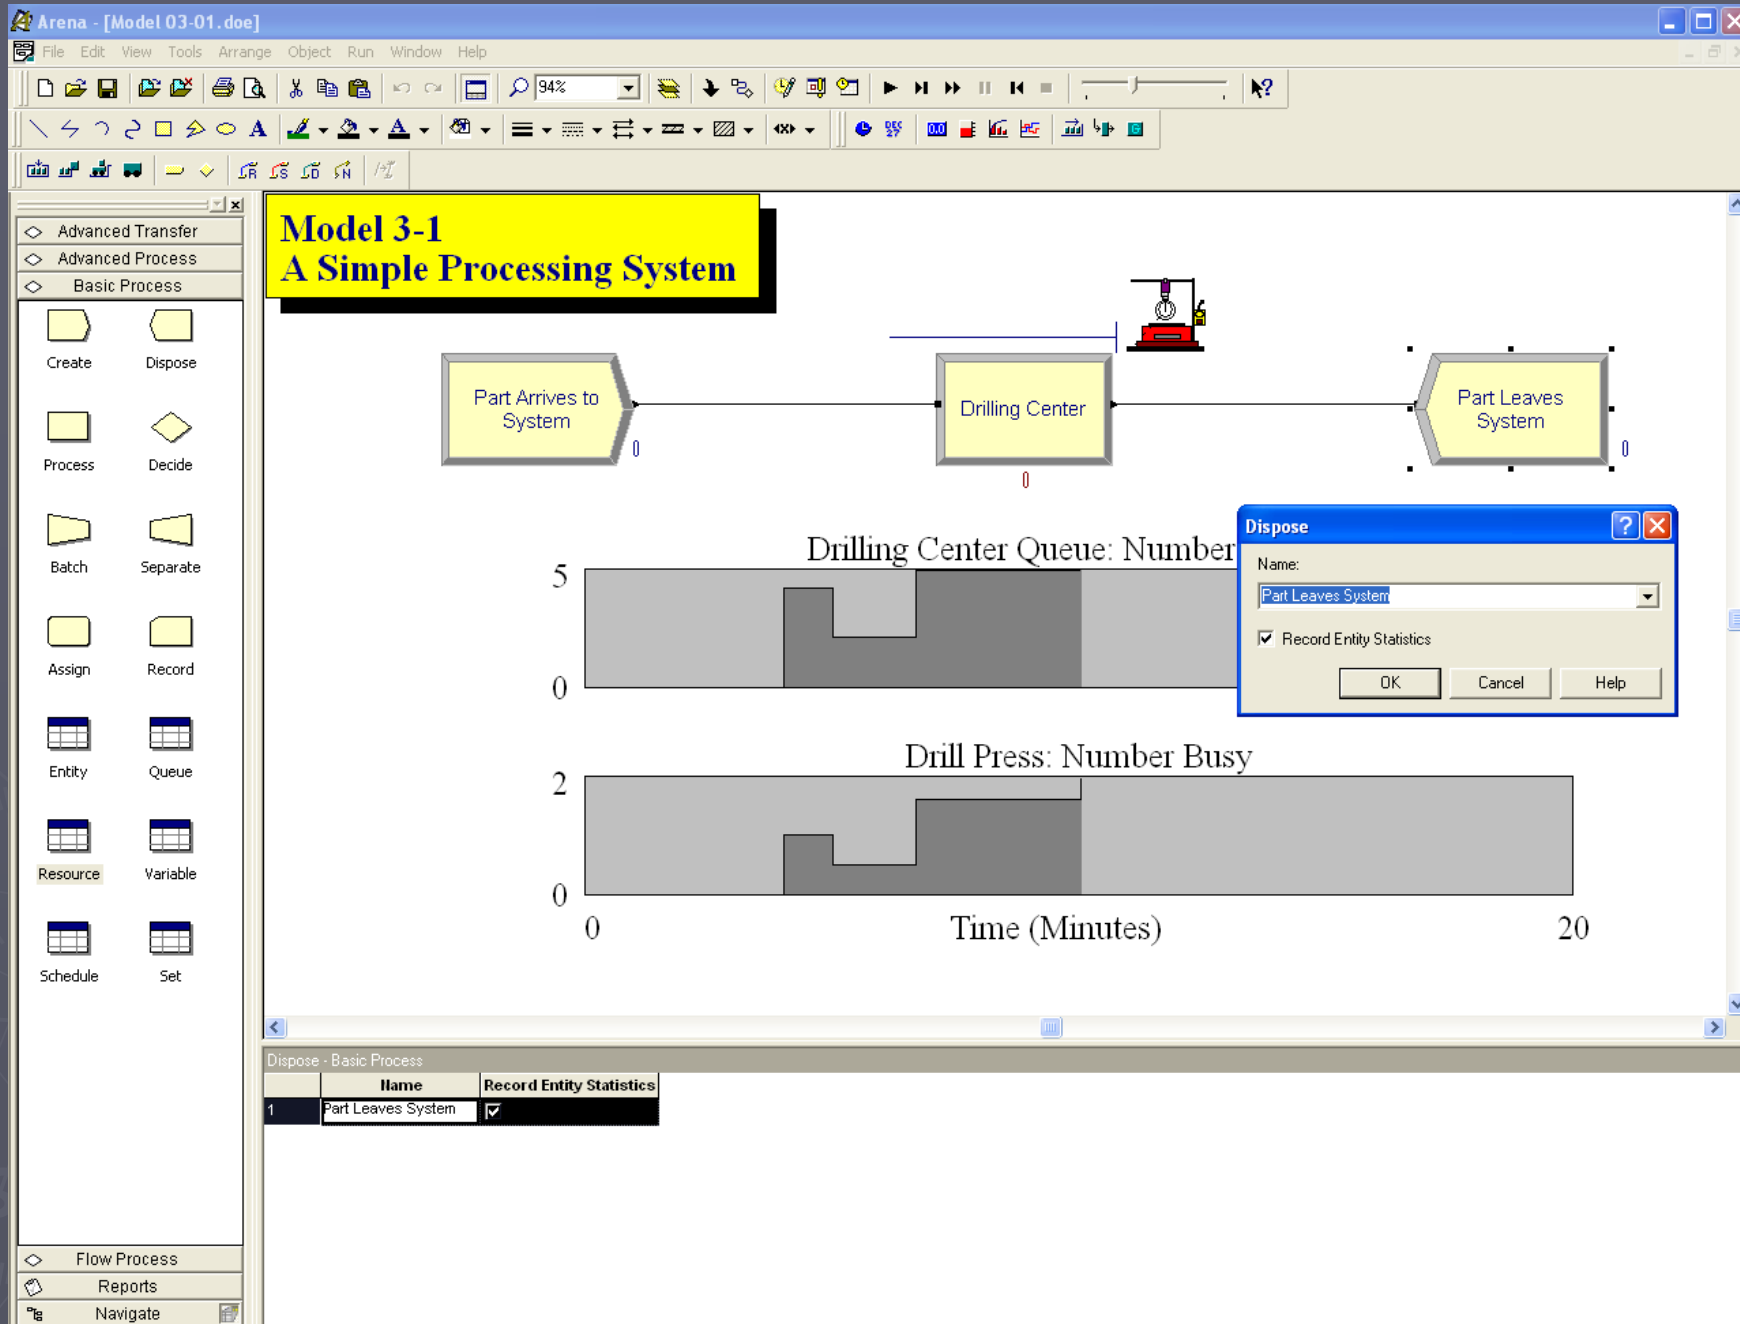 Arena - [Model 03-01.doe]
File Edit View Tools Arrange Object Run Window Help
94%
A
DEC 27
0.0
R S D N
Advanced Transfer
Advanced Process
Basic Process
Create Dispose
Process Decide
Batch Separate
Assign Record
Entity Queue
Resource Variable
Schedule Set
Flow Process
Reports
Navigate
Model 3-1
A Simple Processing System
Part Arrives to
System
0
Drilling Center
0
Part Leaves
System
0
Drilling Center Queue: Number
5
0
Drill Press: Number Busy
2
0
0 Time (Minutes) 20
Dispose
Name:
Part Leaves System
Record Entity Statistics
OK Cancel Help
Dispose - Basic Process
Name Record Entity Statistics
1 Part Leaves System